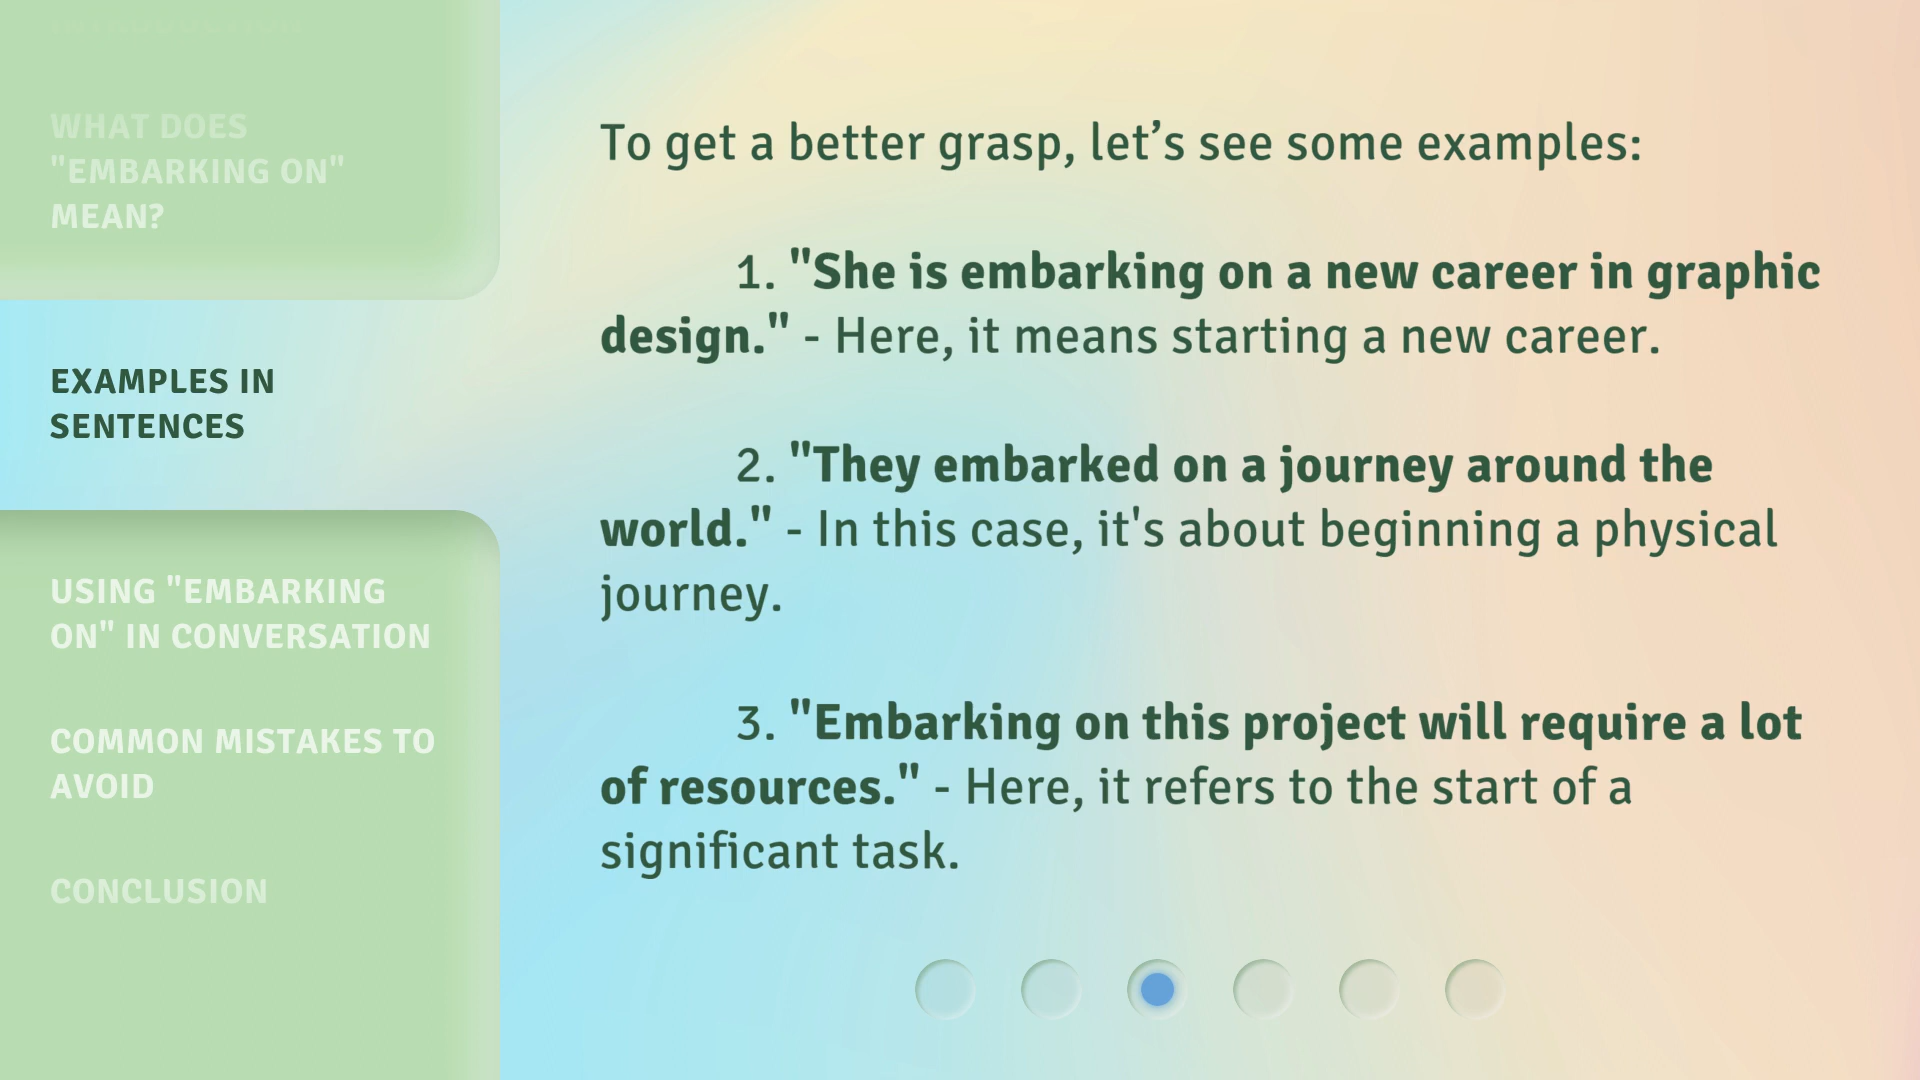 WHAT DOES
"EMBARKING ON"
MEAN?
EXAMPLES IN
SENTENCES
USING "EMBARKING
ON" IN CONVERSATION
COMMON MISTAKES TO
AVOID
CONCLUSION
To get a better grasp, let’s see some examples:
1. "She is embarking on a new career in graphic
design." - Here, it means starting a new career.
2. "They embarked on a journey around the
world." - In this case, it's about beginning a physical
journey.
3. "Embarking on this project will require a lot
of resources." - Here, it refers to the start of a
significant task.